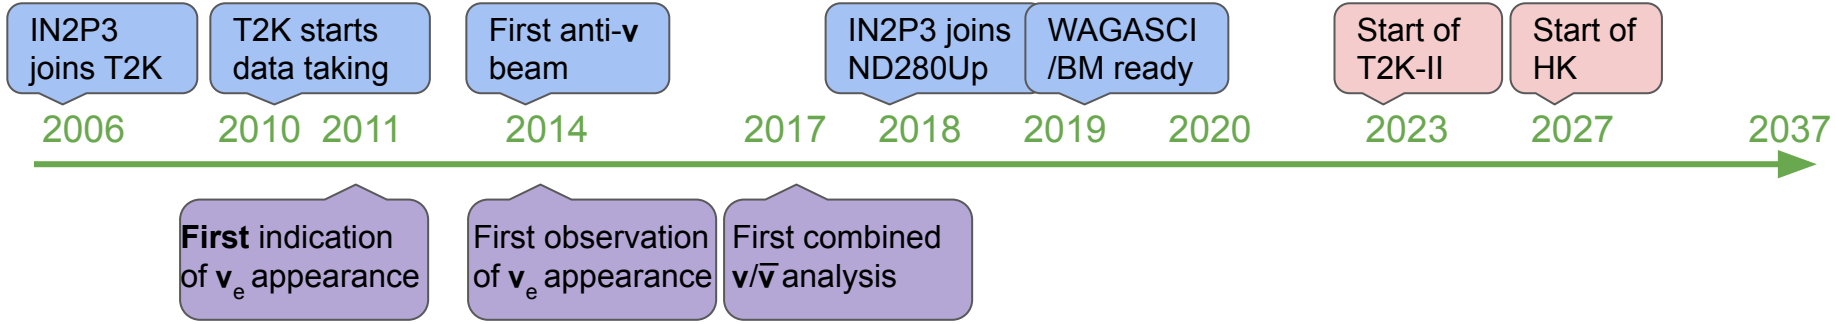 IN2P3
joins T2K
T2K starts
data taking
First anti-ν
beam
IN2P3 joins
ND280Up
WAGASCI
/BM ready
Start of
T2K-II
Start of
HK
2006
2010
2011
2014
2017
2018
2019
2020
2023
2027
2037
First indication
of νe appearance
First observation
of νe appearance
First combined
ν/ν̅ analysis